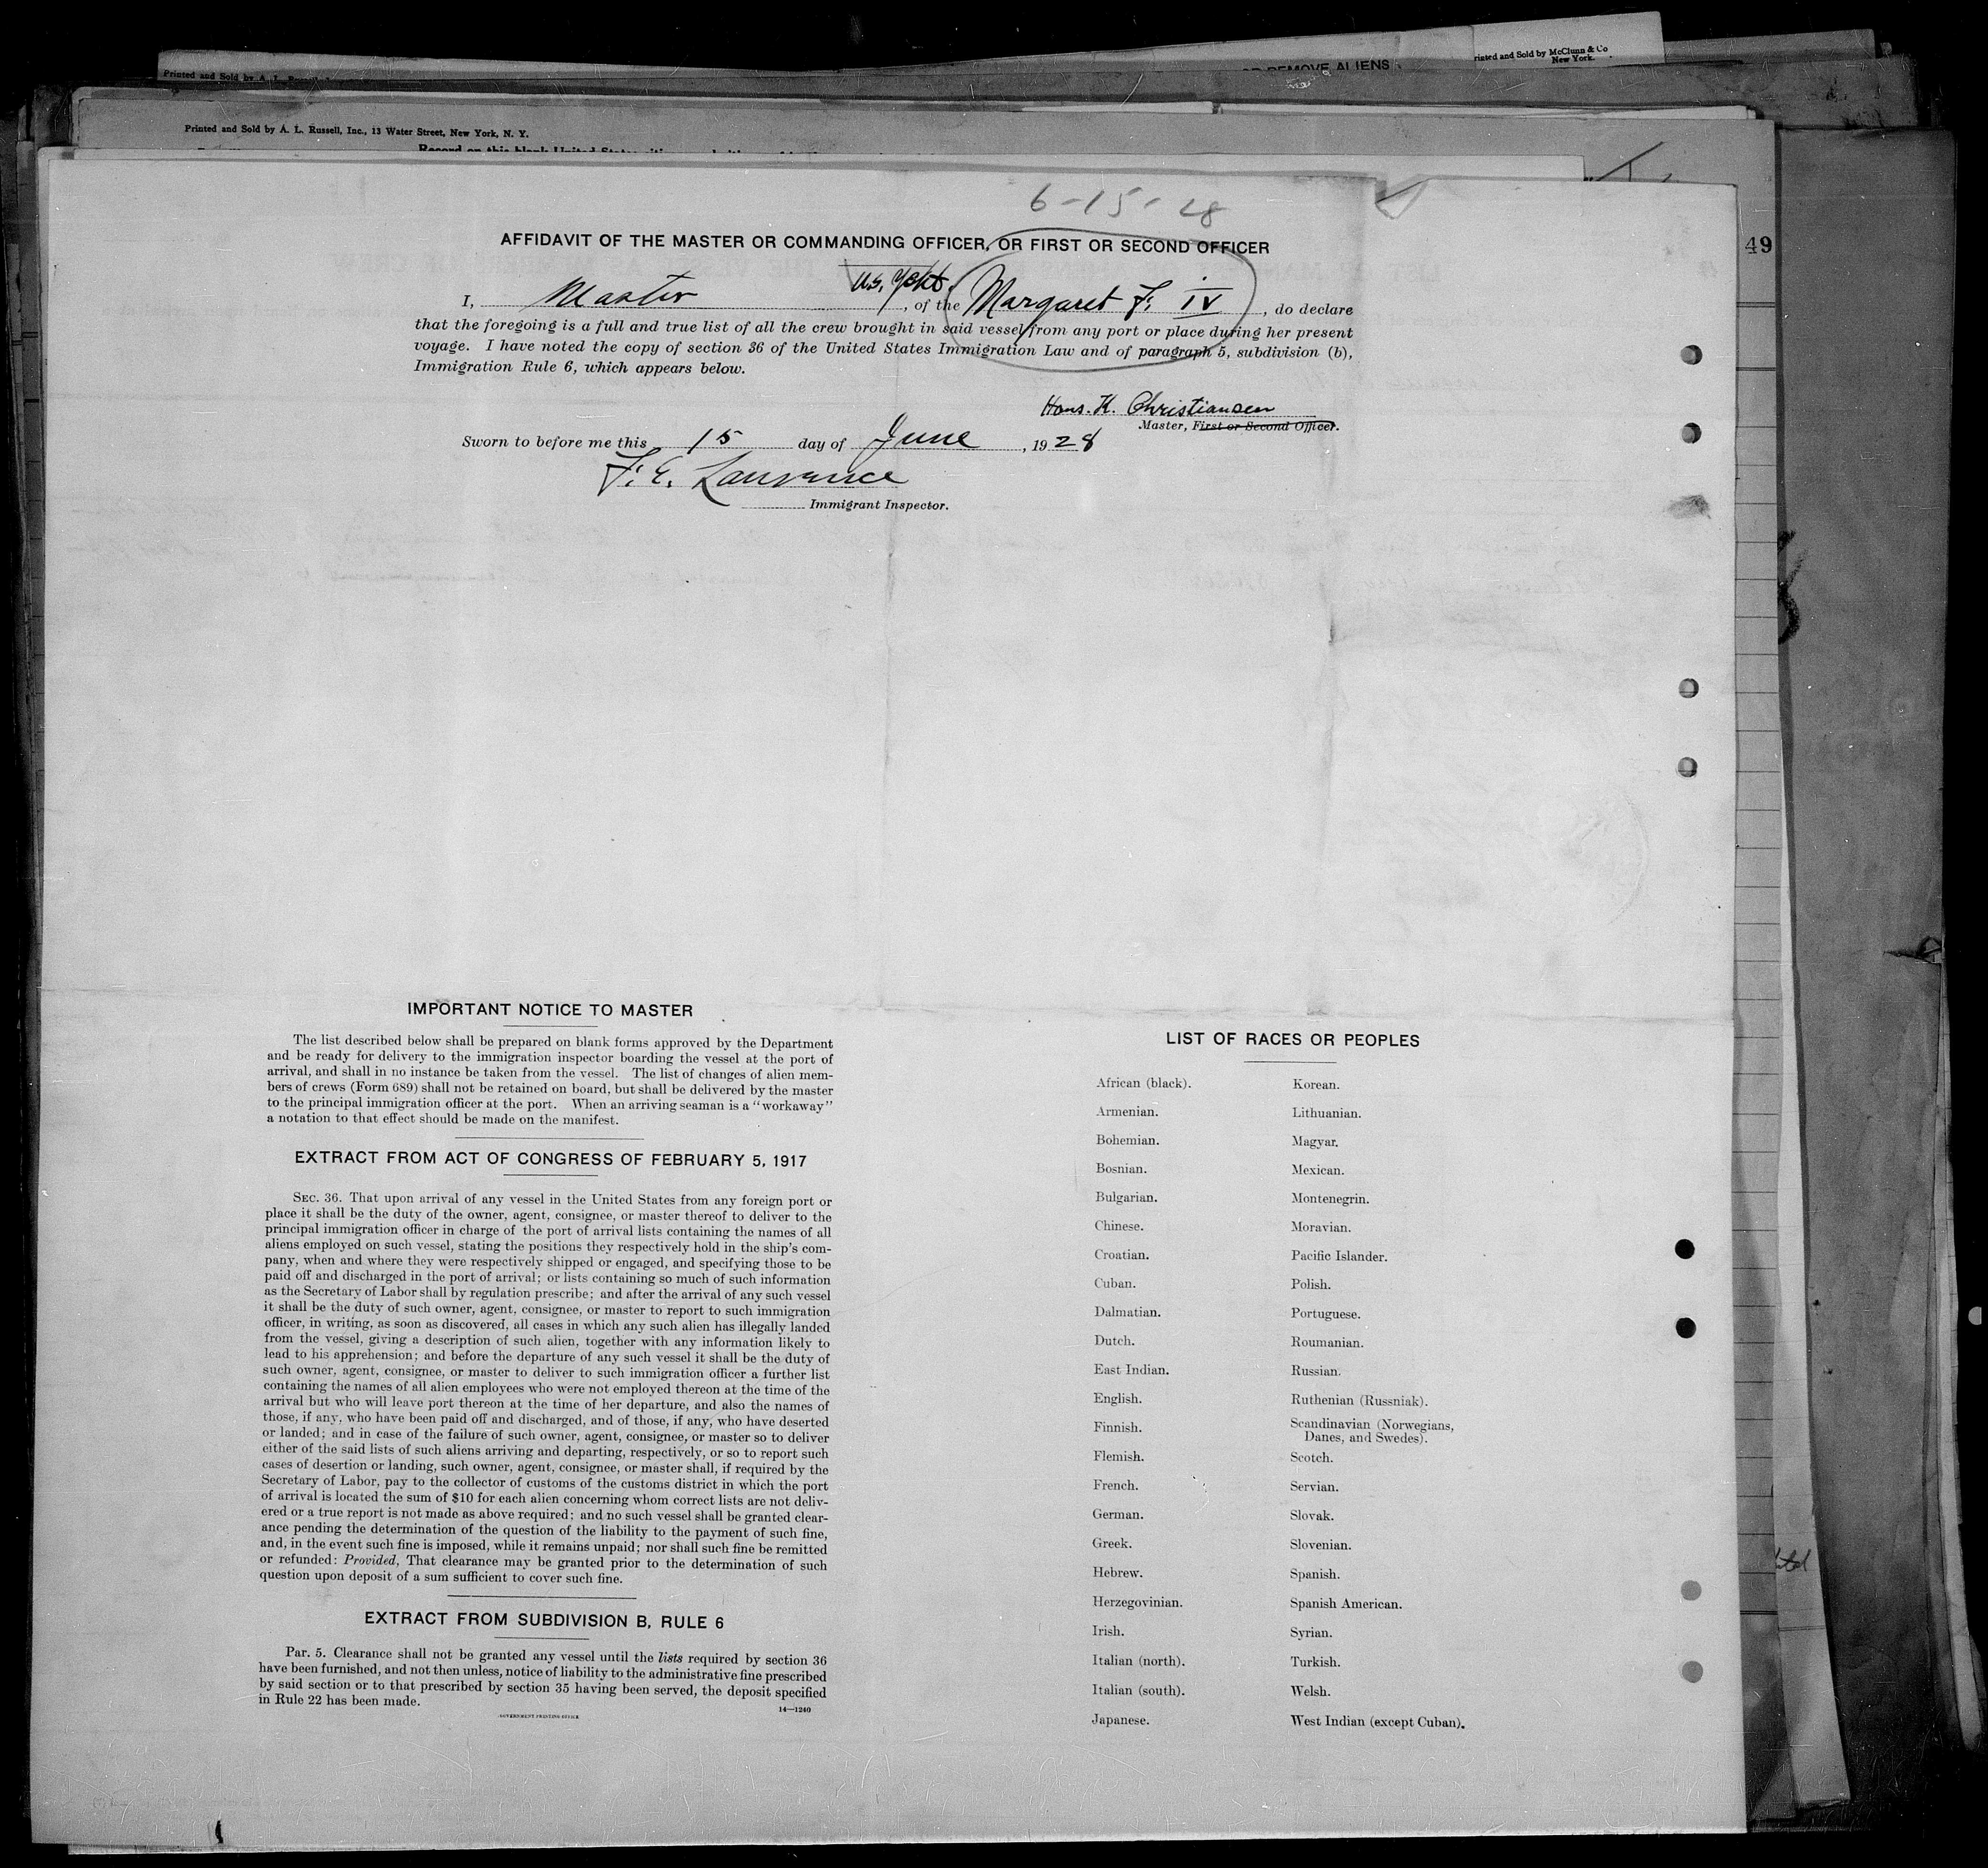 Printed and Sold by A. L. Russell
OR REMOVE ALIENS
Printed and Sold by McClunn & Co
New York.
Printed and Sold by A. L. Russell, Inc., 13 Water Street, New York, N. Y.
Record on this blank United States
6-15-28
49
AFFIDAVIT OF THE MASTER OR COMMANDING OFFICER, OR FIRST OR SECOND OFFICER
I, Master, of the U.S. Ycht. Margaret F. IV, do declare
that the foregoing is a full and true list of all the crew brought in said vessel from any port or place during her present
voyage. I have noted the copy of section 36 of the United States Immigration Law and of paragraph 5, subdivision (b),
Immigration Rule 6, which appears below.
Hans. K. Christiansen
Master, First or Second Officer.
Sworn to before me this 15 day of June, 1928
F. E. Lawrence
Immigrant Inspector.
IMPORTANT NOTICE TO MASTER
The list described below shall be prepared on blank forms approved by the Department
and be ready for delivery to the immigration inspector boarding the vessel at the port of
arrival, and shall in no instance be taken from the vessel. The list of changes of alien mem-
bers of crews (Form 689) shall not be retained on board, but shall be delivered by the master
to the principal immigration officer at the port. When an arriving seaman is a "workaway"
a notation to that effect should be made on the manifest.
EXTRACT FROM ACT OF CONGRESS OF FEBRUARY 5, 1917
SEC. 36. That upon arrival of any vessel in the United States from any foreign port or
place it shall be the duty of the owner, agent, consignee, or master thereof to deliver to the
principal immigration officer in charge of the port of arrival lists containing the names of all
aliens employed on such vessel, stating the positions they respectively hold in the ship's com-
pany, when and where they were respectively shipped or engaged, and specifying those to be
paid off and discharged in the port of arrival; or lists containing so much of such information
as the Secretary of Labor shall by regulation prescribe; and after the arrival of any such vessel
it shall be the duty of such owner, agent, consignee, or master to report to such immigration
officer, in writing, as soon as discovered, all cases in which any such alien has illegally landed
from the vessel, giving a description of such alien, together with any information likely to
lead to his apprehension; and before the departure of any such vessel it shall be the duty of
such owner, agent, consignee, or master to deliver to such immigration officer a further list
containing the names of all alien employees who were not employed thereon at the time of the
arrival but who will leave port thereon at the time of her departure, and also the names of
those, if any, who have been paid off and discharged, and of those, if any, who have deserted
or landed; and in case of the failure of such owner, agent, consignee, or master so to deliver
either of the said lists of such aliens arriving and departing, respectively, or so to report such
cases of desertion or landing, such owner, agent, consignee, or master shall, if required by the
Secretary of Labor, pay to the collector of customs of the customs district in which the port
of arrival is located the sum of $10 for each alien concerning whom correct lists are not deliv-
ered or a true report is not made as above required; and no such vessel shall be granted clear-
ance pending the determination of the question of the liability to the payment of such fine,
and, in the event such fine is imposed, while it remains unpaid; nor shall such fine be remitted
or refunded: Provided, That clearance may be granted prior to the determination of such
question upon deposit of a sum sufficient to cover such fine.
EXTRACT FROM SUBDIVISION B, RULE 6
Par. 5. Clearance shall not be granted any vessel until the lists required by section 36
have been furnished, and not then unless, notice of liability to the administrative fine prescribed
by said section or to that prescribed by section 35 having been served, the deposit specified
in Rule 22 has been made.
14—1240
GOVERNMENT PRINTING OFFICE
LIST OF RACES OR PEOPLES
African (black).
Armenian.
Bohemian.
Bosnian.
Bulgarian.
Chinese.
Croatian.
Cuban.
Dalmatian.
Dutch.
East Indian.
English.
Finnish.
Flemish.
French.
German.
Greek.
Hebrew.
Herzegovinian.
Irish.
Italian (north).
Italian (south).
Japanese.
Korean.
Lithuanian.
Magyar.
Mexican.
Montenegrin.
Moravian.
Pacific Islander.
Polish.
Portuguese.
Roumanian.
Russian.
Ruthenian (Russniak).
Scandinavian (Norwegians,
Danes, and Swedes).
Scotch.
Servian.
Slovak.
Slovenian.
Spanish.
Spanish American.
Syrian.
Turkish.
Welsh.
West Indian (except Cuban).